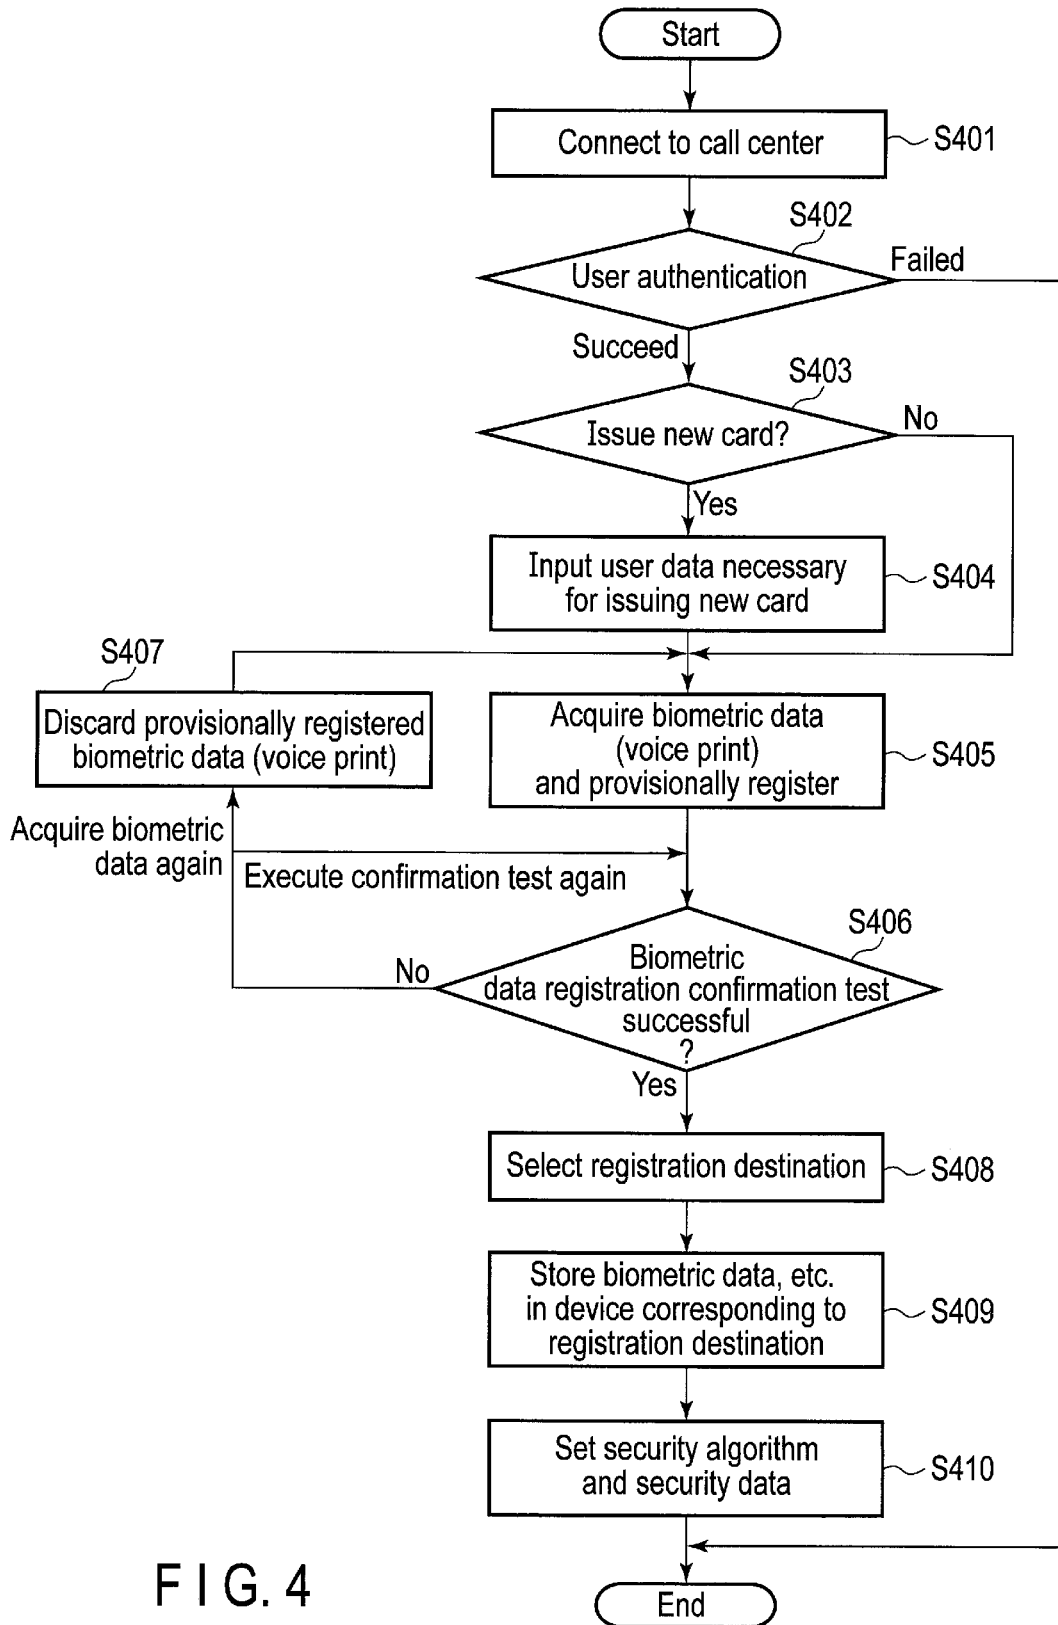 Start
Connect to call center
S401
S402
User authentication
Failed
Succeed
S403
Issue new card?
No
Yes
Input user data necessary
for issuing new card
S404
S407
Discard provisionally registered
biometric data (voice print)
Acquire biometric data
(voice print)
and provisionally register
S405
Acquire biometric
data again
Execute confirmation test again
S406
No
Biometric
data registration confirmation test
successful
?
Yes
Select registration destination
S408
Store biometric data, etc.
in device corresponding to
registration destination
S409
Set security algorithm
and security data
S410
End
FIG. 4